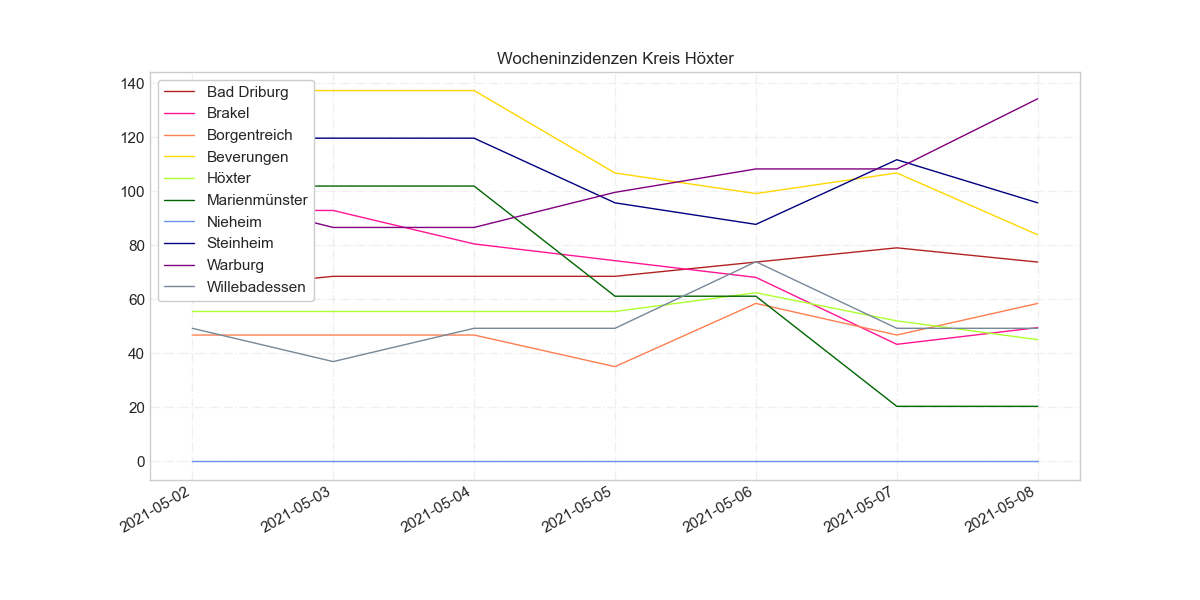 Wocheninzidenzen Kreis Höxter
140
120
100
80
60
40
20
0
Bad Driburg
Brakel
Borgentreich
Beverungen
Höxter
Marienmünster
Nieheim
Steinheim
Warburg
Willebadessen
2021-05-02
2021-05-03
2021-05-04
2021-05-05
2021-05-06
2021-05-07
2021-05-08